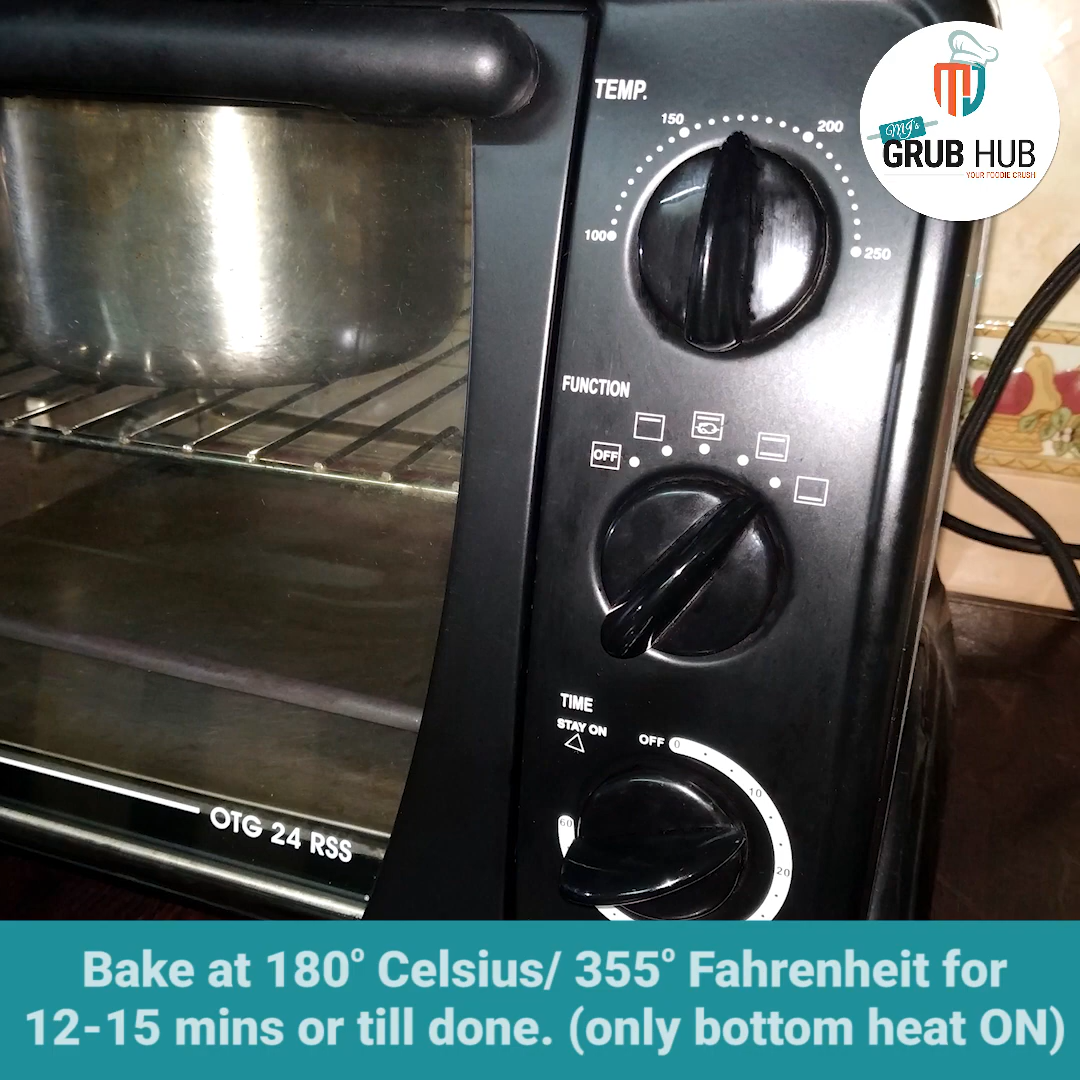 TEMP.
150
200
100
250
FUNCTION
OFF
TIME
STAY ON
OFF 0
10
60
20
OTG 24 RSS
MJ
MJ's
GRUB HUB
YOUR FOODIE CRUSH
Bake at 180° Celsius/ 355° Fahrenheit for
12-15 mins or till done. (only bottom heat ON)